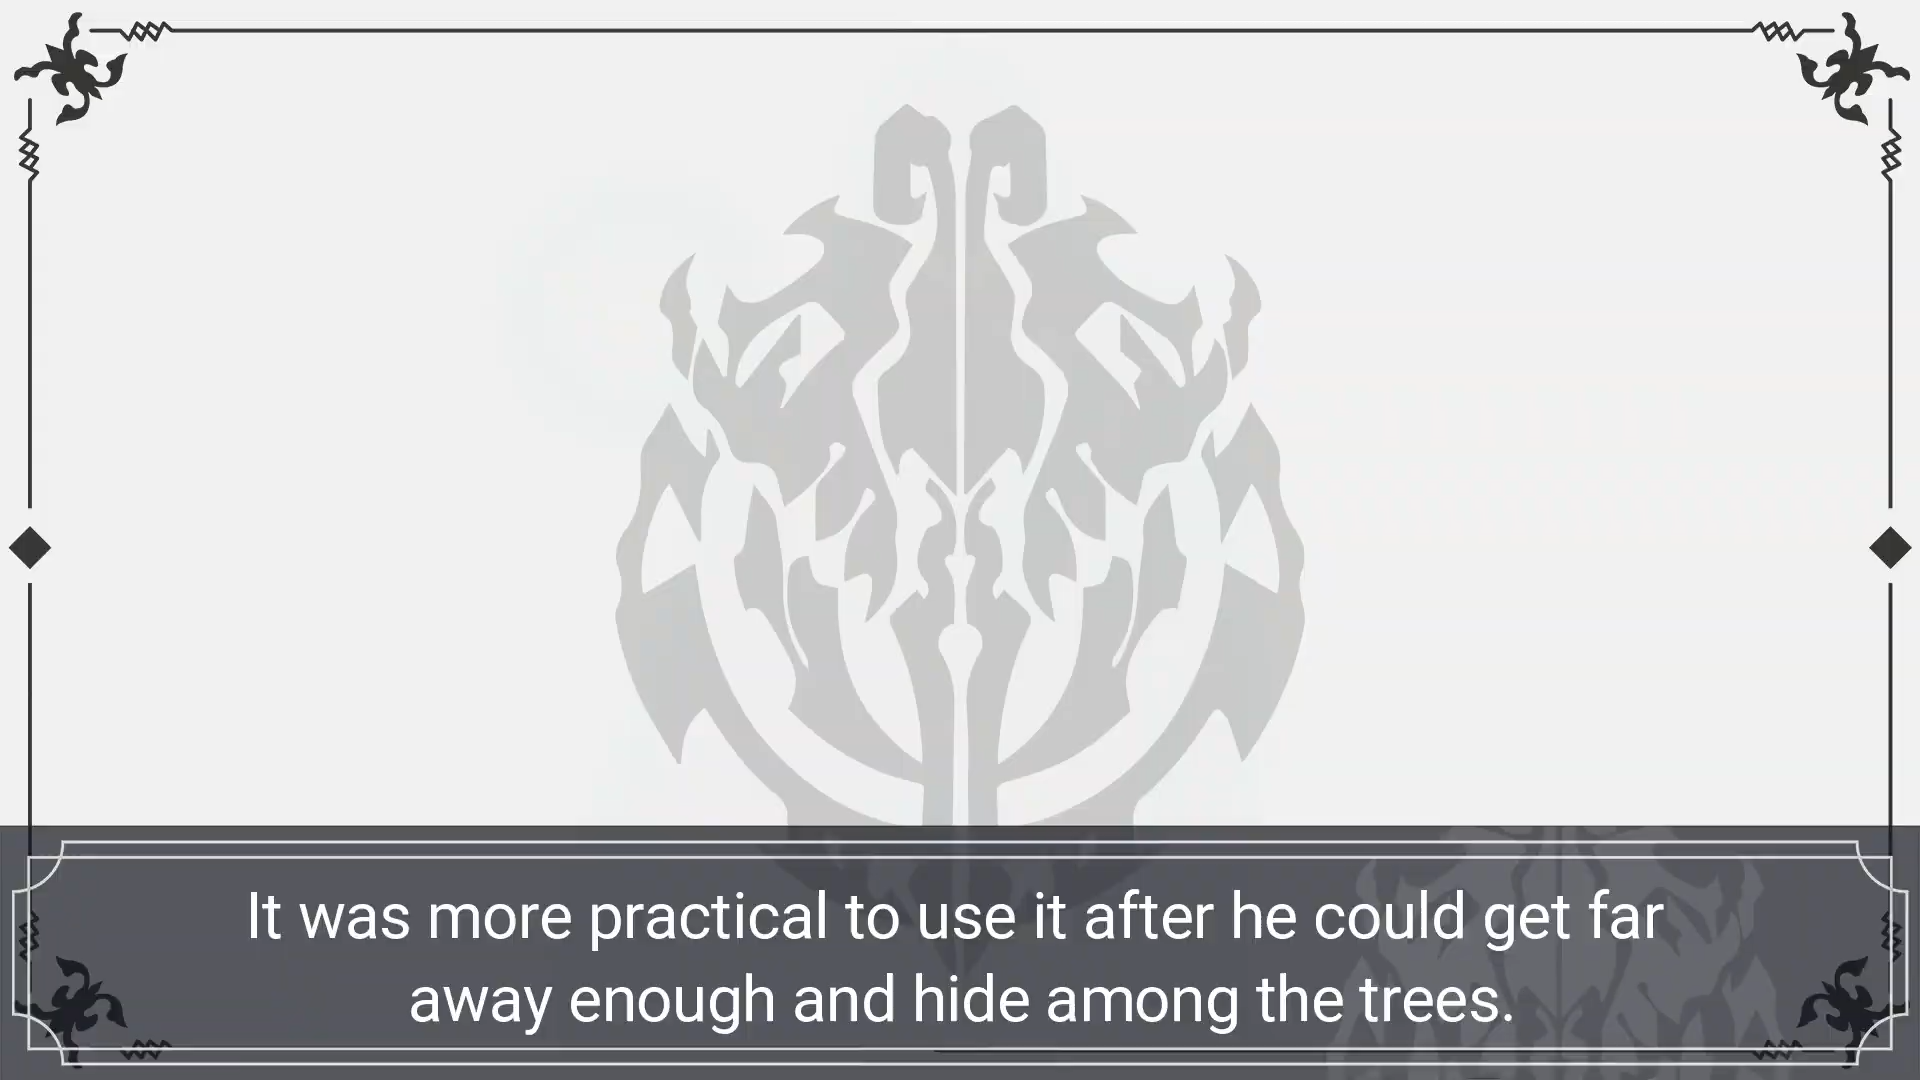 It was more practical to use it after he could get far
away enough and hide among the trees.